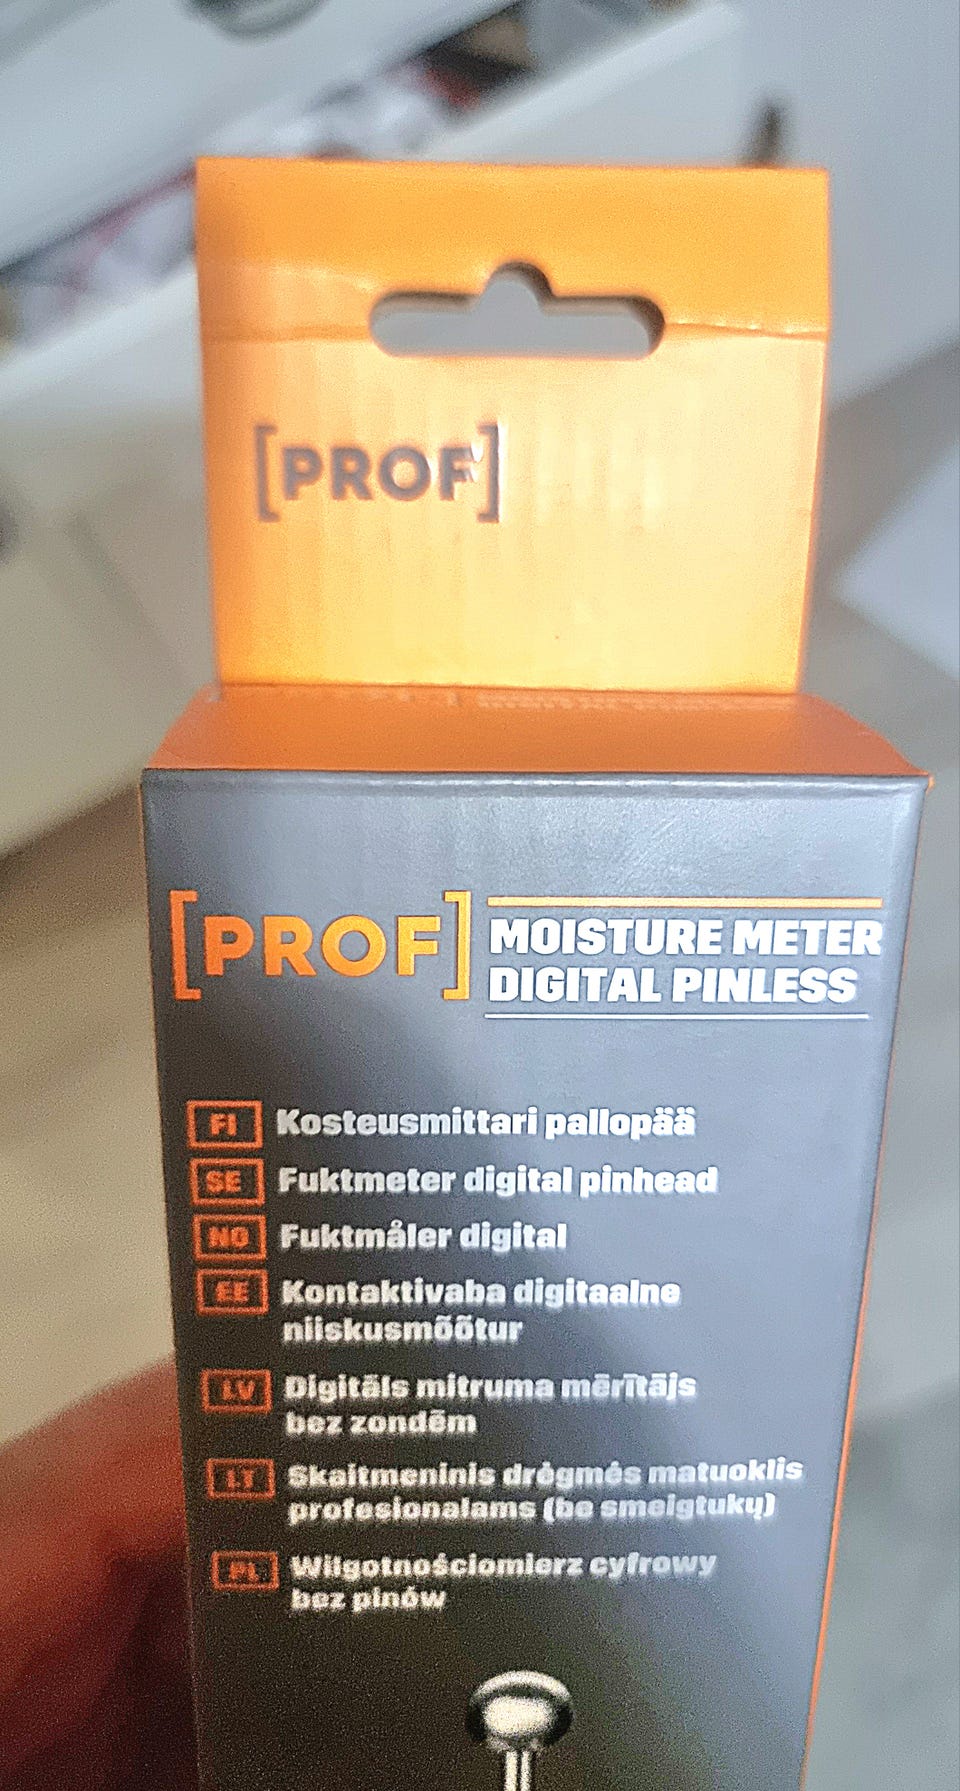 [PROF]
[PROF]
MOISTURE METER
DIGITAL PINLESS
FI Kosteusmittari pallopää
SE Fuktmeter digital pinhead
NO Fuktmåler digital
EE Kontaktivaba digitaalne
niiskusmõõtur
LV Digitāls mitruma mērītājs
bez zondēm
LT Skaitmeninis drėgmės matuoklis
profesionalams (be smeigtukų)
PL Wilgotnościomierz cyfrowy
bez pinów